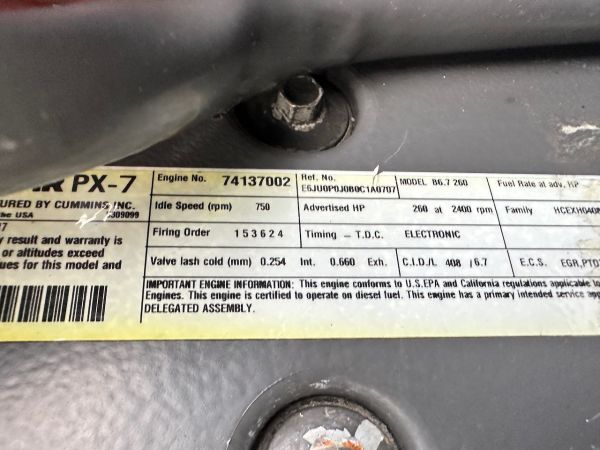 PX-7
URED BY CUMMINS INC.
he USA 309099
y result and warranty is
or altitudes exceed
ues for this model and
Engine No. 74137002
Ref. No.
E6JU0P0J0B0C1A0707
MODEL B6.7 260
Fuel Rate at adv. HP
Idle Speed (rpm) 750
Advertised HP 260 at 2400 rpm
Family
Firing Order 1 5 3 6 2 4
Timing – T.D.C. ELECTRONIC
Valve lash cold (mm) 0.254 Int. 0.660 Exh. C.I.D./L 408 /6.7
E.C.S. EGR,PTO
IMPORTANT ENGINE INFORMATION: This engine conforms to U.S.EPA and California regulations applicable to
Engines. This engine is certified to operate on diesel fuel. This engine has a primary intended service app
DELEGATED ASSEMBLY.